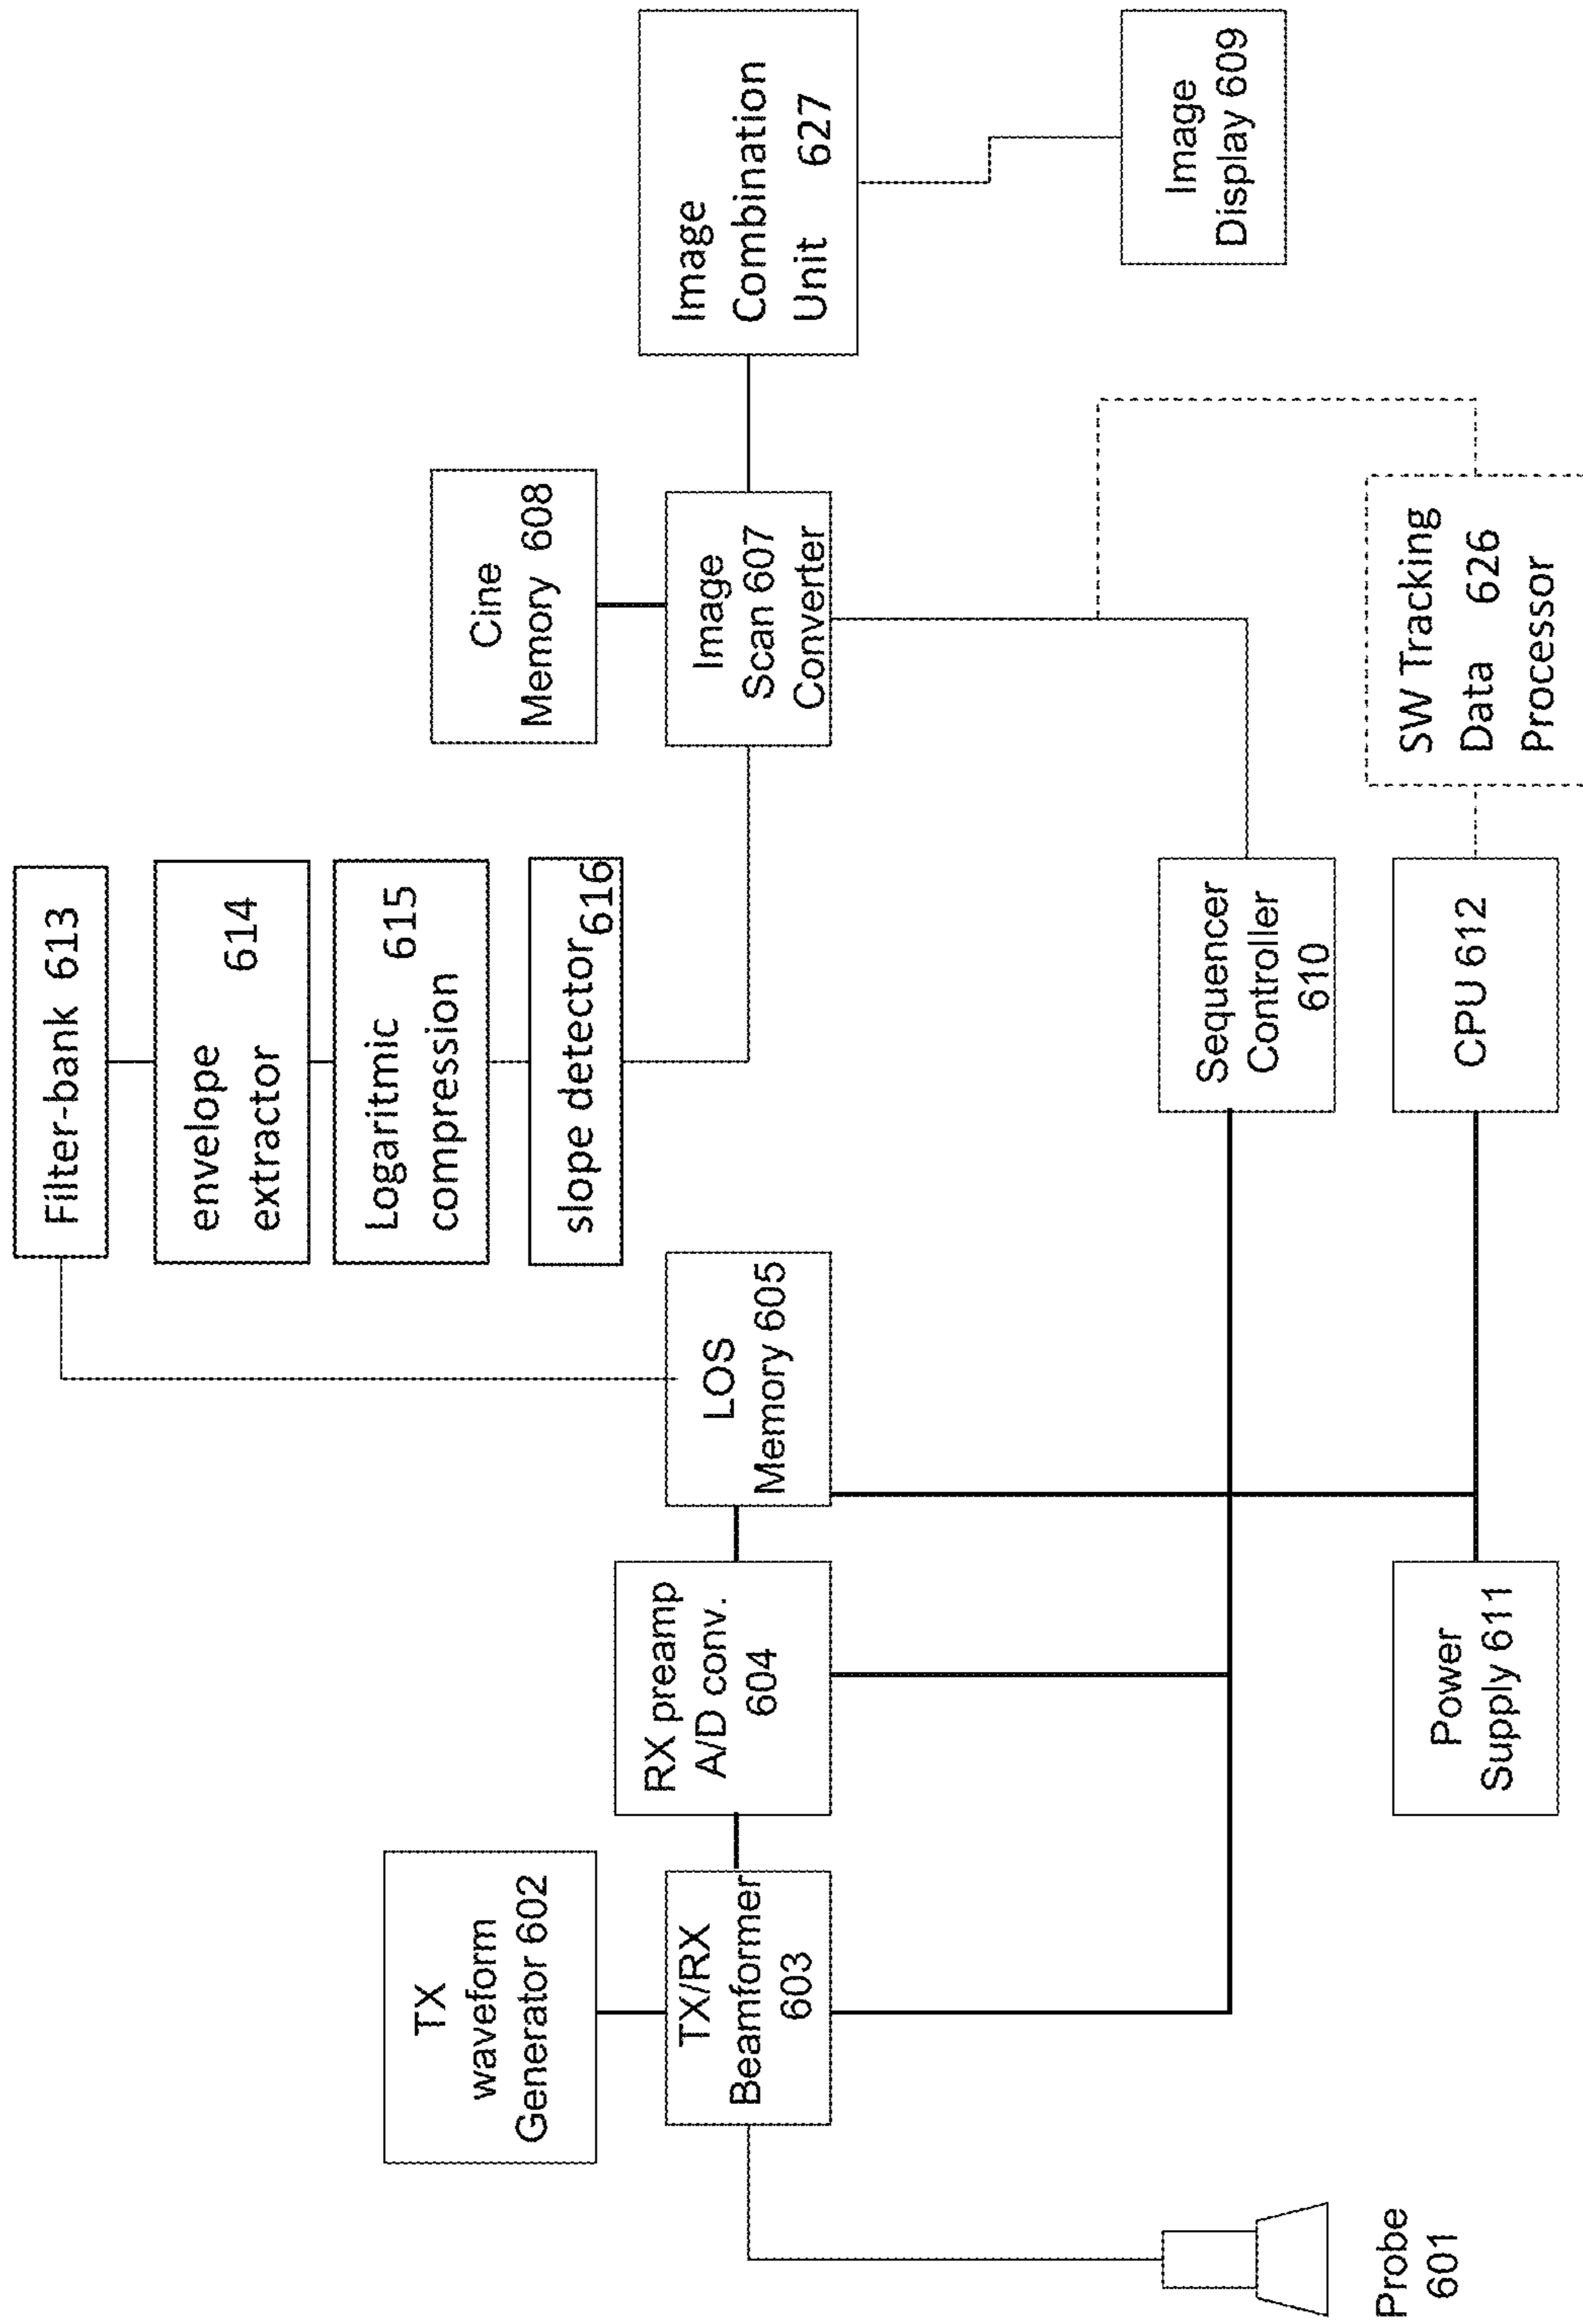 Filter-bank 613
envelope
extractor 614
Logaritmic 615
compression
slope detector 616
TX
waveform
Generator 602
Cine
Memory 608
TX/RX
Beamformer
603
RX preamp
A/D conv.
604
LOS
Memory 605
Image
Scan 607
Converter
Image
Combination
Unit 627
Sequencer
Controller
610
Image
Display 609
Probe
601
Power
Supply 611
CPU 612
SW Tracking
Data 626
Processor